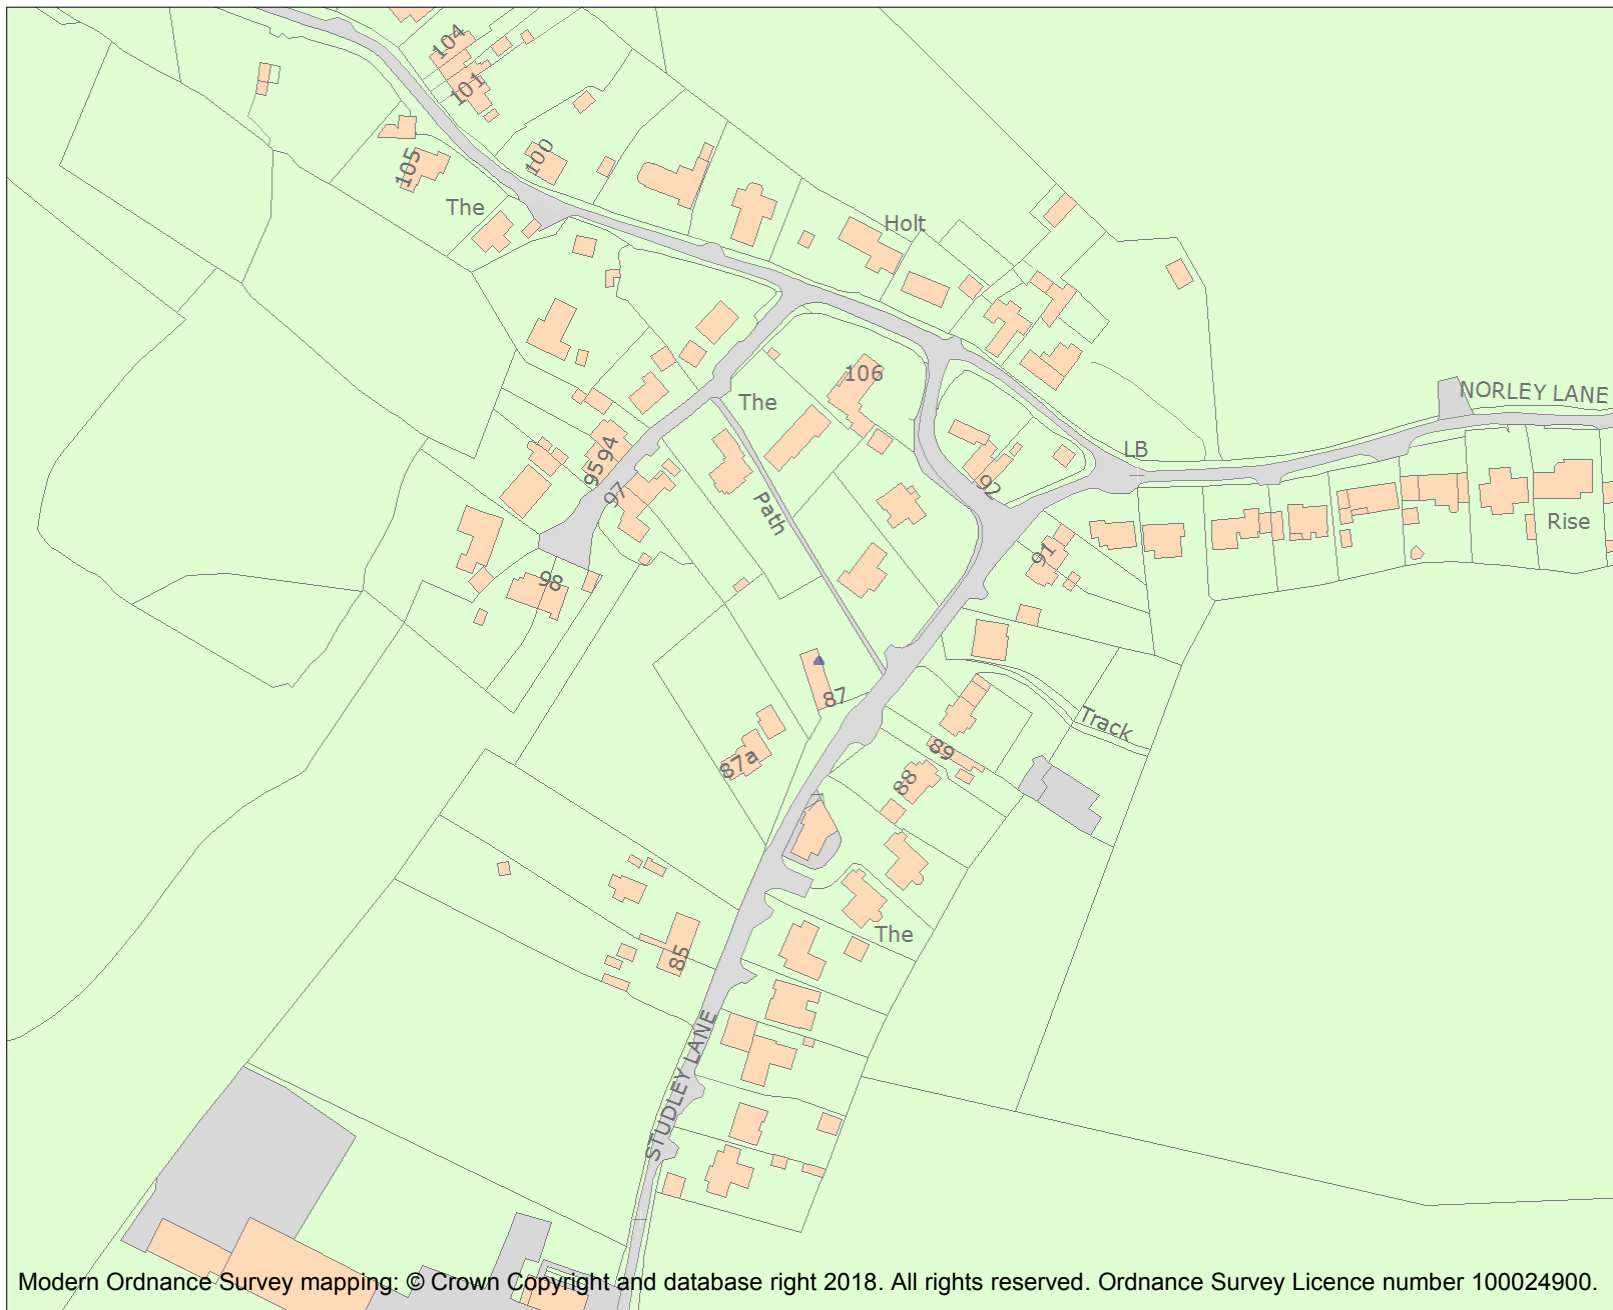 104
101
100
105
The
Holt
106
The
NORLEY LANE
94
95
97
LB
92
Path
Rise
91
98
87
Track
87a
89
88
The
85
STUDLEY LANE
Modern Ordnance Survey mapping: © Crown Copyright and database right 2018. All rights reserved. Ordnance Survey Licence number 100024900.